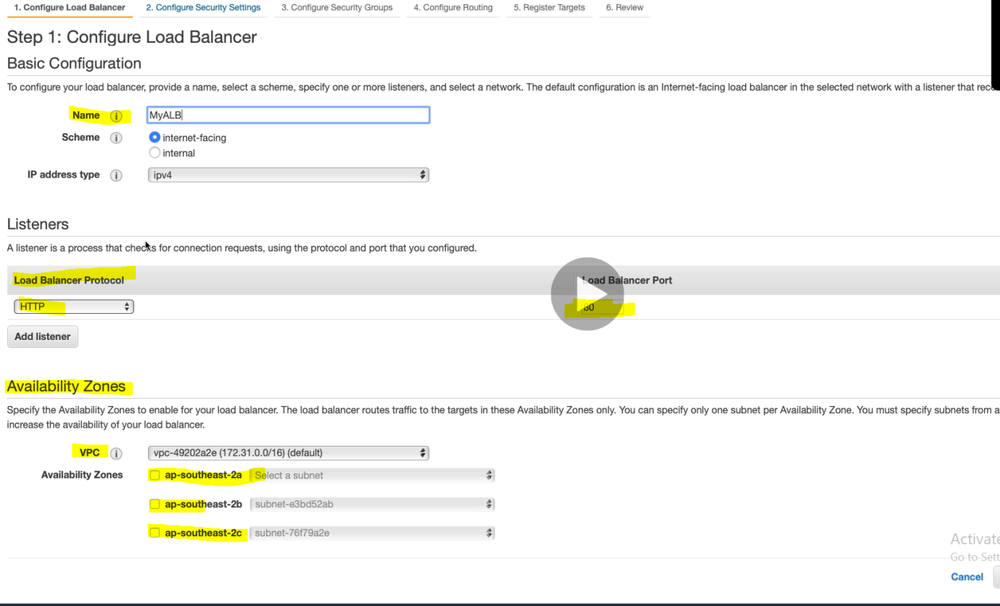 1. Configure Load Balancer 2. Configure Security Settings 3. Configure Security Groups 4. Configure Routing 5. Register Targets 6. Review
Step 1: Configure Load Balancer
Basic Configuration
To configure your load balancer, provide a name, select a scheme, specify one or more listeners, and select a network. The default configuration is an Internet-facing load balancer in the selected network with a listener that rec
Name i MyALB
Scheme i internet-facing
internal
IP address type i ipv4
Listeners
A listener is a process that checks for connection requests, using the protocol and port that you configured.
Load Balancer Protocol Load Balancer Port
HTTP 80
Add listener
Availability Zones
Specify the Availability Zones to enable for your load balancer. The load balancer routes traffic to the targets in these Availability Zones only. You can specify only one subnet per Availability Zone. You must specify subnets from a
increase the availability of your load balancer.
VPC i vpc-49202a2e (172.31.0.0/16) (default)
Availability Zones ap-southeast-2a Select a subnet
ap-southeast-2b subnet-e3bd52ab
ap-southeast-2c subnet-76f79a2e
Activate
Go to Sett
Cancel